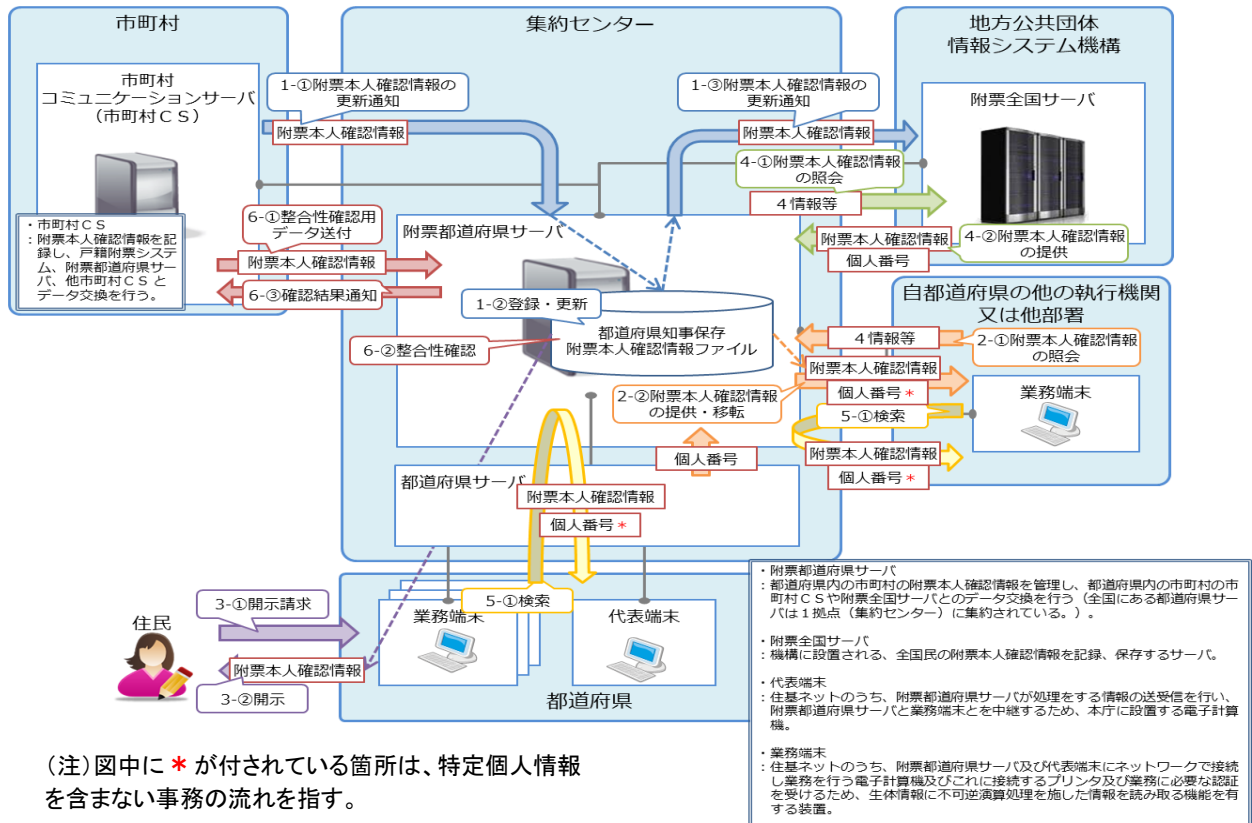 市町村
集約センター
地方公共団体
情報システム機構
市町村
コミュニケーションサーバ
(市町村CS)
1-①附票本人確認情報の
更新通知
附票本人確認情報
1-③附票本人確認情報の
更新通知
附票本人確認情報
附票全国サーバ
4-①附票本人確認情報
の照会
4情報等
・市町村CS
:附票本人確認情報を記
録し、戸籍附票システ
ム、附票都道府県サー
バ、他市町村CSと
データ交換を行う。
6-①整合性確認用
データ送付
附票本人確認情報
6-③確認結果通知
附票都道府県サーバ
附票本人確認情報
個人番号
4-②附票本人確認情報
の提供
1-②登録・更新
都道府県知事保存
附票本人確認情報ファイル
6-②整合性確認
自都道府県の他の執行機関
又は他部署
4情報等
2-①附票本人確認情報
の照会
附票本人確認情報
個人番号*
2-②附票本人確認情報
の提供・移転
業務端末
5-①検索
附票本人確認情報
個人番号*
個人番号
都道府県サーバ
附票本人確認情報
個人番号*
5-①検索
業務端末
代表端末
都道府県
住民
3-①開示請求
附票本人確認情報
3-②開示
・附票都道府県サーバ
:都道府県内の市町村の附票本人確認情報を管理し、都道府県内の市町村の市
町村CSや附票全国サーバとのデータ交換を行う(全国にある都道府県サー
バは1拠点(集約センター)に集約されている。)。
・附票全国サーバ
:機構に設置される、全国民の附票本人確認情報を記録、保存するサーバ。
・代表端末
:住基ネットのうち、附票都道府県サーバが処理をする情報の送受信を行い、
附票都道府県サーバと業務端末とを中継するため、本庁に設置する電子計算
機。
・業務端末
:住基ネットのうち、附票都道府県サーバ及び代表端末にネットワークで接続
し業務を行う電子計算機及びこれに接続するプリンタ及び業務に必要な認証
を受けるため、生体情報に不可逆演算処理を施した情報を読み取る機能を有
する装置。
(注)図中に * が付されている箇所は、特定個人情報
を含まない事務の流れを指す。